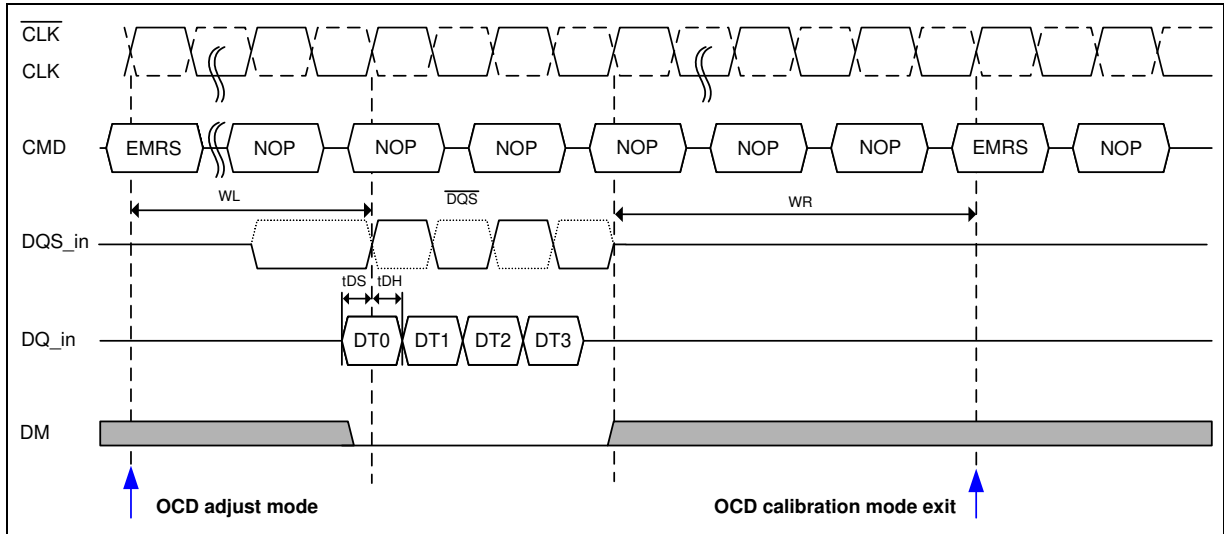 CLK
CLK
CMD EMRS NOP NOP NOP NOP NOP NOP EMRS NOP
WL DQS WR
DQS_in
tDS tDH
DQ_in DT0 DT1 DT2 DT3
DM
OCD adjust mode OCD calibration mode exit